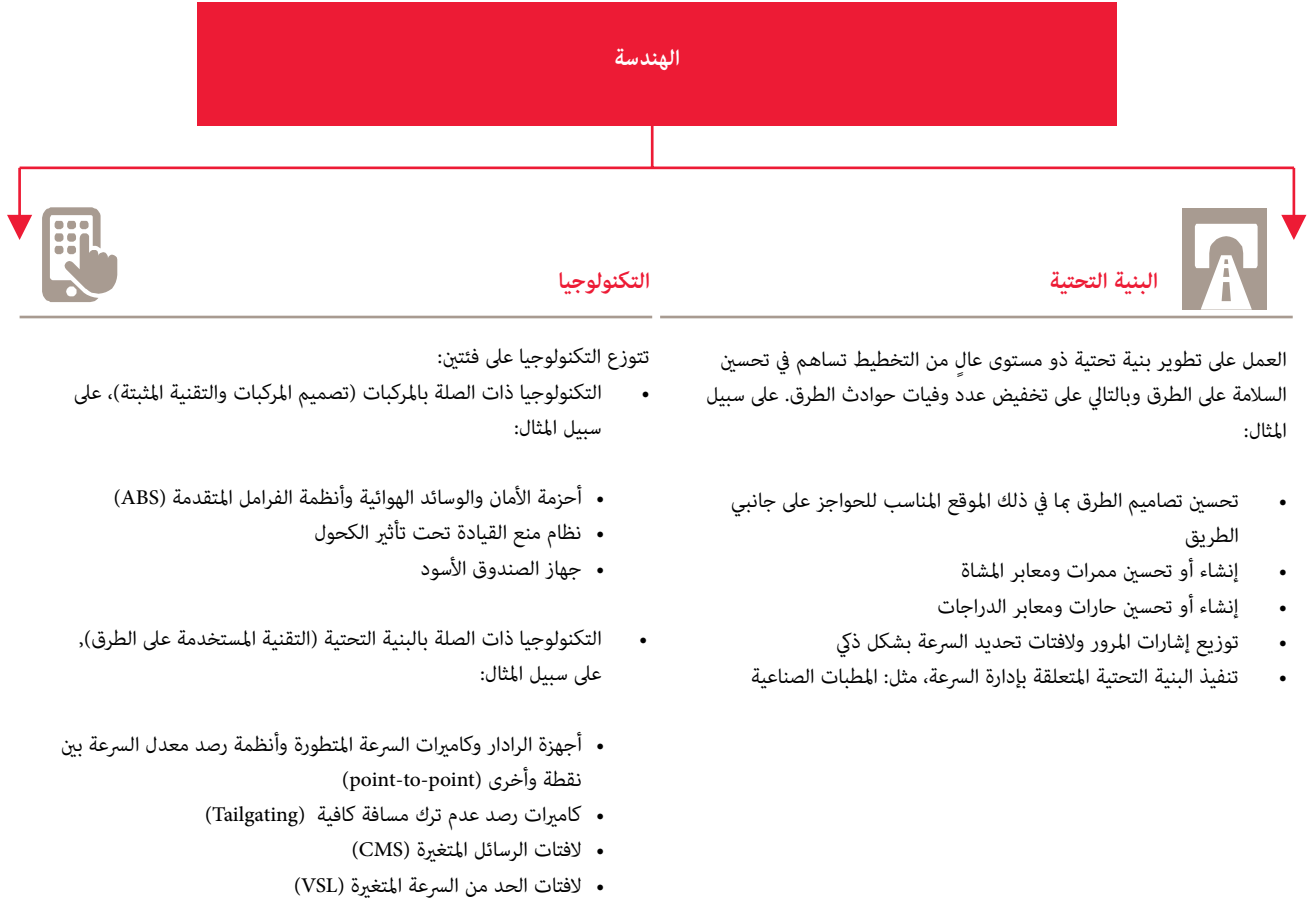 الهندسة
البنية التحتية
العمل على تطوير بنية تحتية ذو مستوى عالٍ من التخطيط تساهم في تحسين
السلامة على الطرق وبالتالي على تخفيض عدد وفيات حوادث الطرق. على سبيل
المثال:
• تحسين تصاميم الطرق بما في ذلك الموقع المناسب للحواجز على جانبي
الطريق
• إنشاء أو تحسين ممرات ومعابر المشاة
• إنشاء أو تحسين حارات ومعابر الدراجات
• توزيع إشارات المرور ولافتات تحديد السرعة بشكل ذكي
• تنفيذ البنية التحتية المتعلقة بإدارة السرعة، مثل: المطبات الصناعية
التكنولوجيا
تتوزع التكنولوجيا على فئتين:
• التكنولوجيا ذات الصلة بالمركبات (تصميم المركبات والتقنية المثبتة)، على
سبيل المثال:
• أحزمة الأمان والوسائد الهوائية وأنظمة الفرامل المتقدمة (ABS)
• نظام منع القيادة تحت تأثير الكحول
• جهاز الصندوق الأسود
• التكنولوجيا ذات الصلة بالبنية التحتية (التقنية المستخدمة على الطرق),
على سبيل المثال:
• أجهزة الرادار وكاميرات السرعة المتطورة وأنظمة رصد معدل السرعة بين
نقطة وأخرى (point-to-point)
• كاميرات رصد عدم ترك مسافة كافية (Tailgating)
• لافتات الرسائل المتغيرة (CMS)
• لافتات الحد من السرعة المتغيرة (VSL)